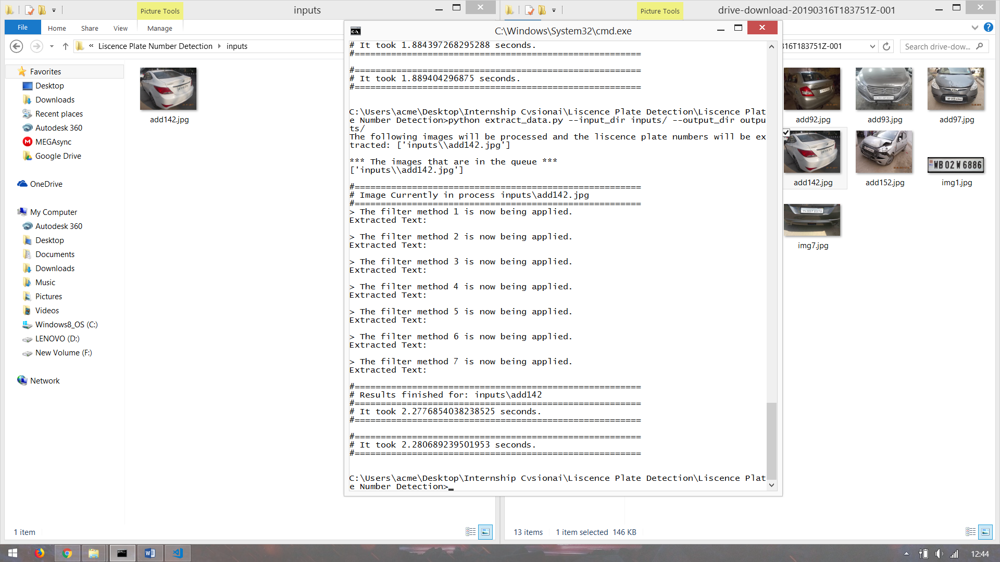 Picture Tools
inputs
File
Home
Share
View
Manage
« Liscence Plate Number Detection
inputs
Favorites
Desktop
Downloads
Recent places
Autodesk 360
MEGAsync
Google Drive
OneDrive
My Computer
Autodesk 360
Desktop
Documents
Downloads
Music
Pictures
Videos
Windows8_OS (C:)
LENOVO (D:)
New Volume (F:)
Network
add142.jpg
1 item
C:\Windows\System32\cmd.exe
# It took 1.884397268295288 seconds.
#=======================================================
#=======================================================
# It took 1.889404296875 seconds.
#=======================================================
C:\Users\acme\Desktop\Internship Cvsionai\Liscence Plate Detection\Liscence Plat
e Number Detection>python extract_data.py --input_dir inputs/ --output_dir outpu
ts/
The following images will be processed and the liscence plate numbers will be ex
tracted: ['inputs\\add142.jpg']
*** The images that are in the queue ***
['inputs\\add142.jpg']
#=======================================================
# Image Currently in process inputs\add142.jpg
#=======================================================
> The filter method 1 is now being applied.
Extracted Text:
> The filter method 2 is now being applied.
Extracted Text:
> The filter method 3 is now being applied.
Extracted Text:
> The filter method 4 is now being applied.
Extracted Text:
> The filter method 5 is now being applied.
Extracted Text:
> The filter method 6 is now being applied.
Extracted Text:
> The filter method 7 is now being applied.
Extracted Text:
#=======================================================
# Results finished for: inputs\add142
#=======================================================
# It took 2.2776854038238525 seconds.
#=======================================================
#=======================================================
# It took 2.280689239501953 seconds.
#=======================================================
C:\Users\acme\Desktop\Internship Cvsionai\Liscence Plate Detection\Liscence Plat
e Number Detection>
Picture Tools
drive-download-20190316T183751Z-001
316T183751Z-001
Search drive-dow...
add92.jpg
add93.jpg
add97.jpg
add142.jpg
add152.jpg
WB02W6886
img1.jpg
img7.jpg
13 items
1 item selected 146 KB
12:44